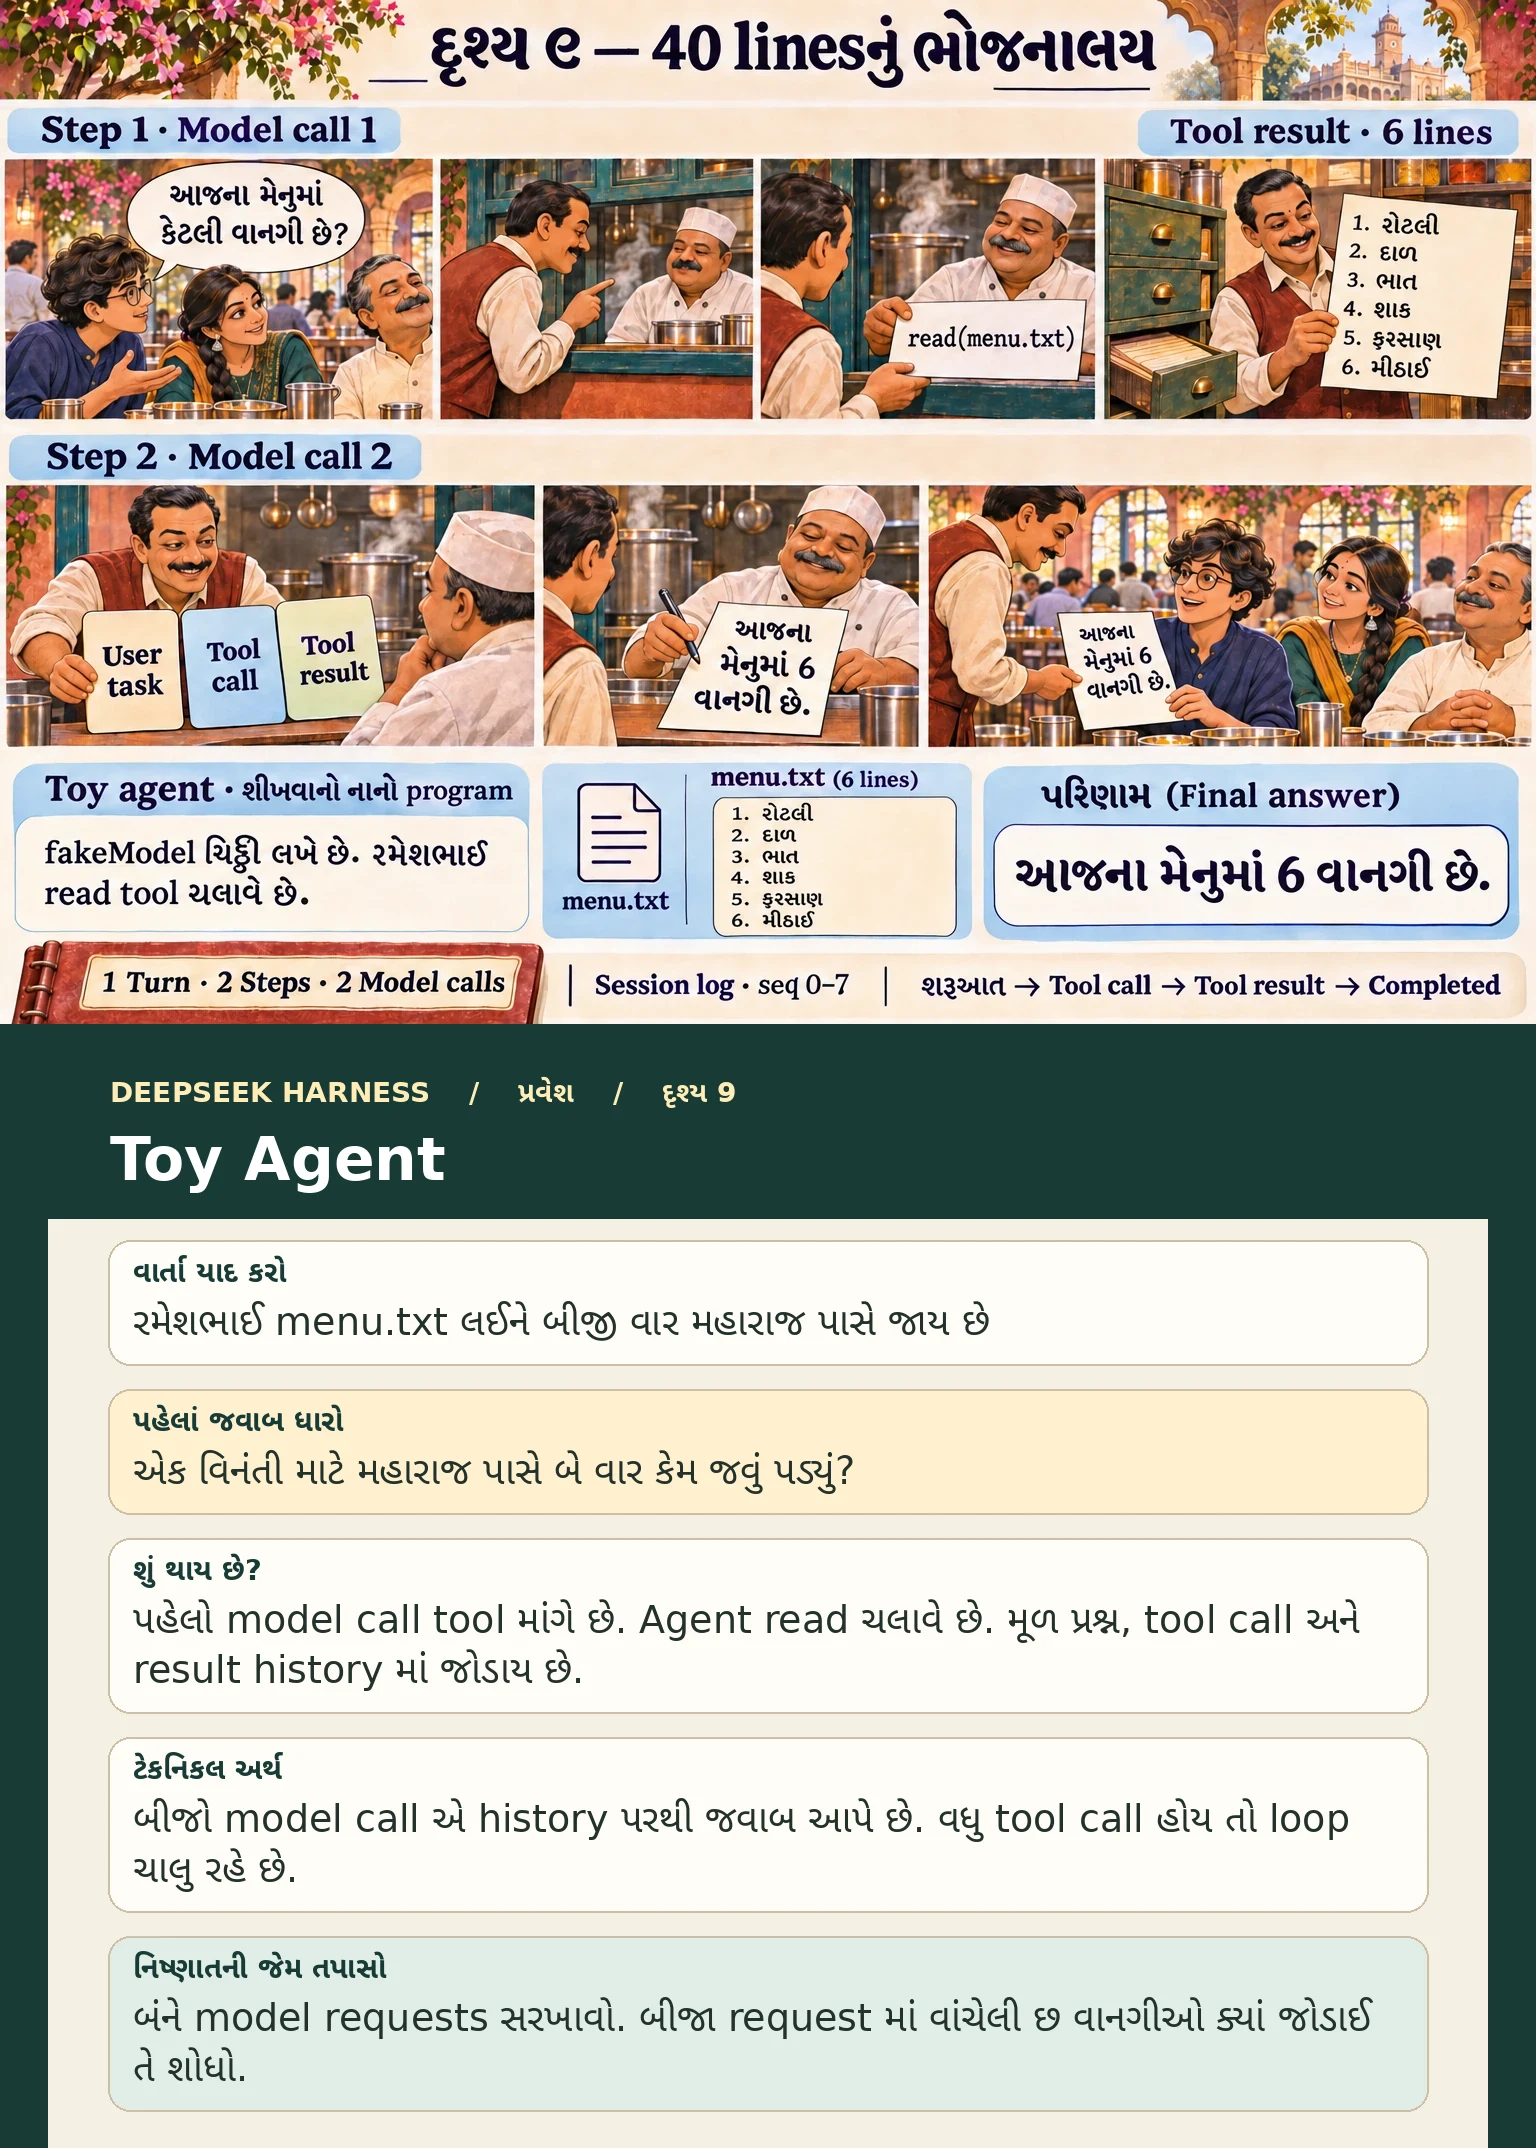 દૃશ્ય ૯ — 40 linesનું ભોજનાલય
Step 1 · Model call 1
Tool result · 6 lines
આજના મેનુમાં
કેટલી વાનગી છે?
read(menu.txt)
1. રોટલી
2. દાળ
3. ભાત
4. શાક
5. ફરસાણ
6. મીઠાઈ
Step 2 · Model call 2
User
task
Tool
call
Tool
result
આજના
મેનુમાં 6
વાનગી છે.
આજના
મેનુમાં 6
વાનગી છે.
Toy agent · શીખવાનો નાનો program
fakeModel ચિઠ્ઠી લખે છે. રમેશભાઈ
read tool ચલાવે છે.
menu.txt
menu.txt (6 lines)
1. રોટલી
2. દાળ
3. ભાત
4. શાક
5. ફરસાણ
6. મીઠાઈ
પરિણામ (Final answer)
આજના મેનુમાં 6 વાનગી છે.
1 Turn · 2 Steps · 2 Model calls
Session log · seq 0–7
શરૂઆત → Tool call → Tool result → Completed
DEEPSEEK HARNESS / પ્રવેશ / દૃશ્ય 9
Toy Agent
વાર્તા યાદ કરો
રમેશભાઈ menu.txt લઈને બીજી વાર મહારાજ પાસે જાય છે
પહેલાં જવાબ ધારો
એક વિનંતી માટે મહારાજ પાસે બે વાર કેમ જવું પડ્યું?
શું થાય છે?
પહેલો model call tool માંગે છે. Agent read ચલાવે છે. મૂળ પ્રશ્ન, tool call અને
result history માં જોડાય છે.
ટેકનિકલ અર્થ
બીજો model call એ history પરથી જવાબ આપે છે. વધુ tool call હોય તો loop
ચાલુ રહે છે.
નિષ્ણાતની જેમ તપાસો
બંને model requests સરખાવો. બીજા request માં વાંચેલી છ વાનગીઓ ક્યાં જોડાઈ
તે શોધો.